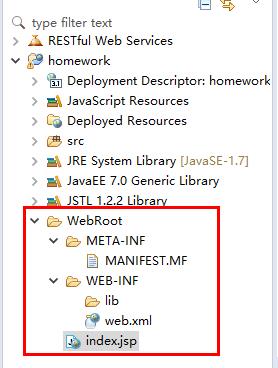 type filter text
RESTful Web Services
homework
Deployment Descriptor: homework
JavaScript Resources
Deployed Resources
src
JRE System Library [JavaSE-1.7]
JavaEE 7.0 Generic Library
JSTL 1.2.2 Library
WebRoot
META-INF
MANIFEST.MF
WEB-INF
lib
web.xml
index.jsp